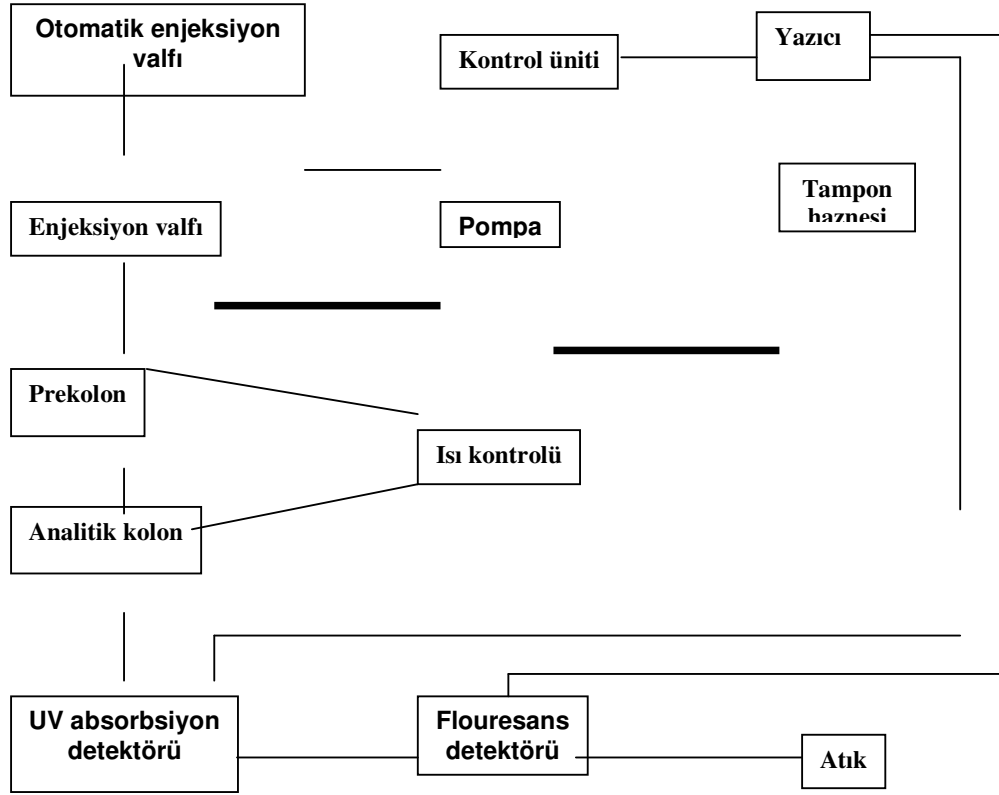 Otomatik enjeksiyon
valfı
Kontrol üniti
Yazıcı
Enjeksiyon valfı
Pompa
Tampon
haznesi
Prekolon
Isı kontrolü
Analitik kolon
UV absorbsiyon
detektörü
Flouresans
detektörü
Atık